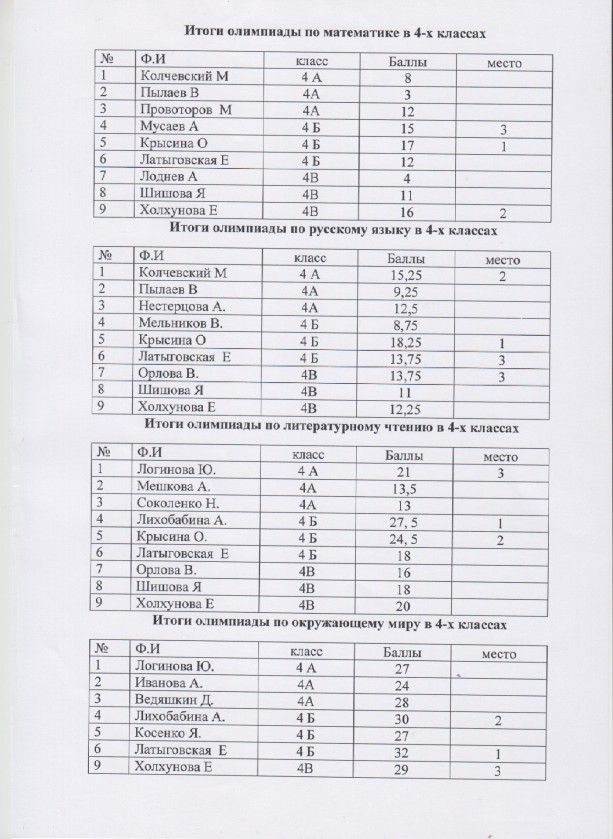 Итоги олимпиады по математике в 4-х классах
№ Ф.И класс Баллы место
1 Колчевский М 4 А 8
2 Пылаев В 4А 3
3 Провоторов М 4А 12
4 Мусаев А 4 Б 15 3
5 Крысина О 4 Б 17 1
6 Латыговская Е 4 Б 12
7 Лоднев А 4В 4
8 Шишова Я 4В 11
9 Холхунова Е 4В 16 2
Итоги олимпиады по русскому языку в 4-х классах
№ Ф.И класс Баллы место
1 Колчевский М 4 А 15,25 2
2 Пылаев В 4А 9,25
3 Нестерцова А. 4А 12,5
4 Мельников В. 4 Б 8,75
5 Крысина О 4 Б 18,25 1
6 Латыговская Е 4 Б 13,75 3
7 Орлова В. 4В 13,75 3
8 Шишова Я 4В 11
9 Холхунова Е 4В 12,25
Итоги олимпиады по литературному чтению в 4-х классах
№ Ф.И класс Баллы место
1 Логинова Ю. 4 А 21 3
2 Мешкова А. 4А 13,5
3 Соколенко Н. 4А 13
4 Лихобабина А. 4 Б 27, 5 1
5 Крысина О. 4 Б 24, 5 2
6 Латыговская Е 4 Б 18
7 Орлова В. 4В 16
8 Шишова Я 4В 18
9 Холхунова Е 4В 20
Итоги олимпиады по окружающему миру в 4-х классах
№ Ф.И класс Баллы место
1 Логинова Ю. 4 А 27
2 Иванова А. 4А 24
3 Ведяшкин Д. 4А 28
4 Лихобабина А. 4 Б 30 2
5 Косенко Я. 4 Б 27
6 Латыговская Е 4 Б 32 1
9 Холхунова Е 4В 29 3